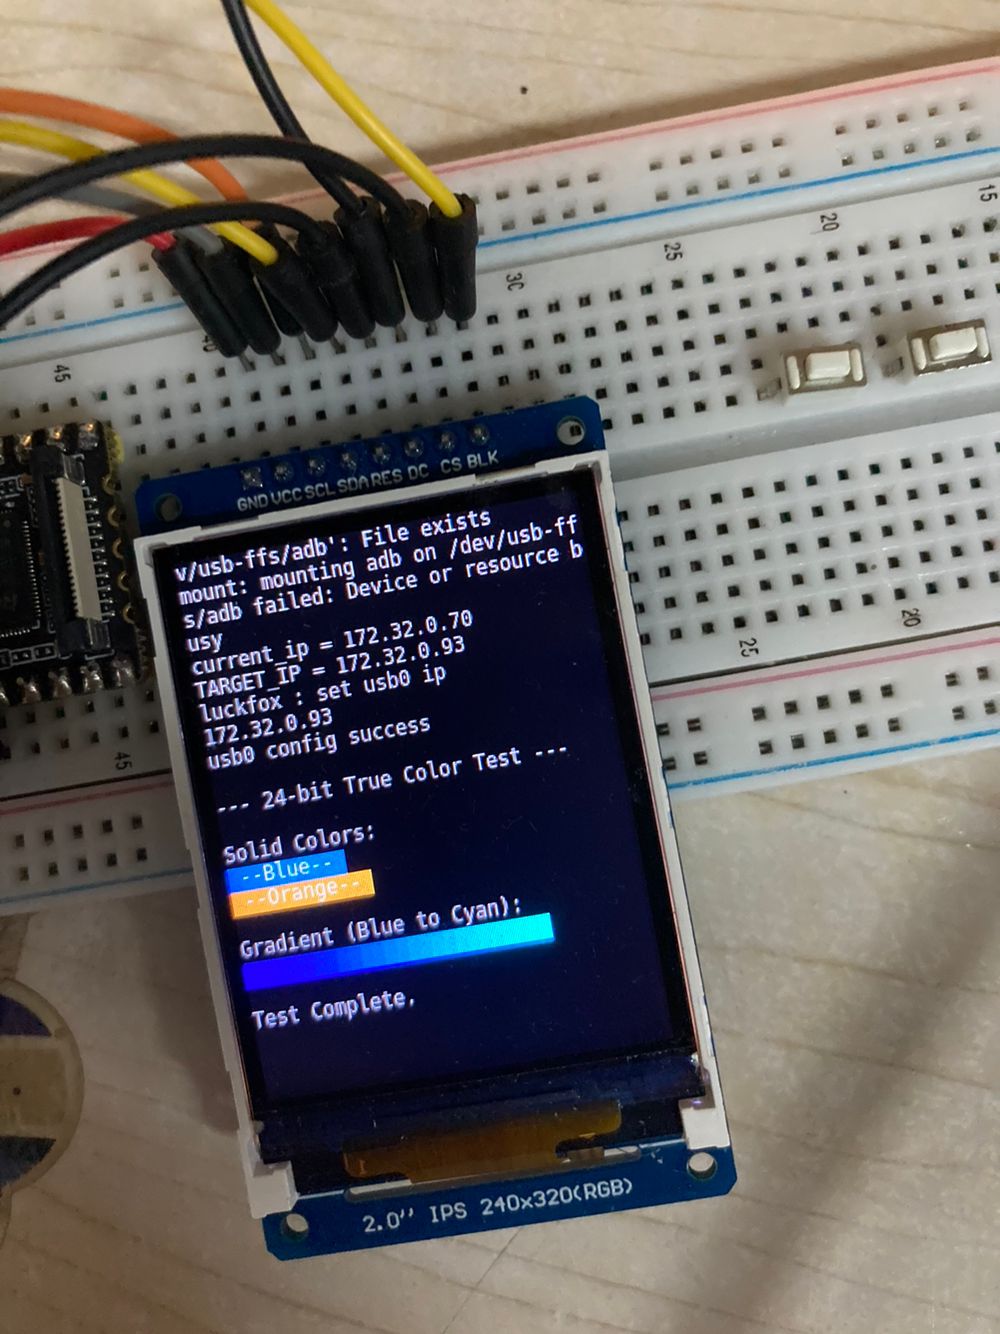 30
25
20
15
45
GND VCC SCL SDA RES DC CS BLK
v/usb-ffs/adb': File exists
mount: mounting adb on /dev/usb-ff
s/adb failed: Device or resource b
usy
current_ip = 172.32.0.70
TARGET_IP = 172.32.0.93
luckfox : set usb0 ip
172.32.0.93
usb0 config success
--- 24-bit True Color Test ---
Solid Colors:
--Blue--
--Orange--
Gradient (Blue to Cyan):
Test Complete.
25
20
45
2.0'' IPS 240x320(RGB)